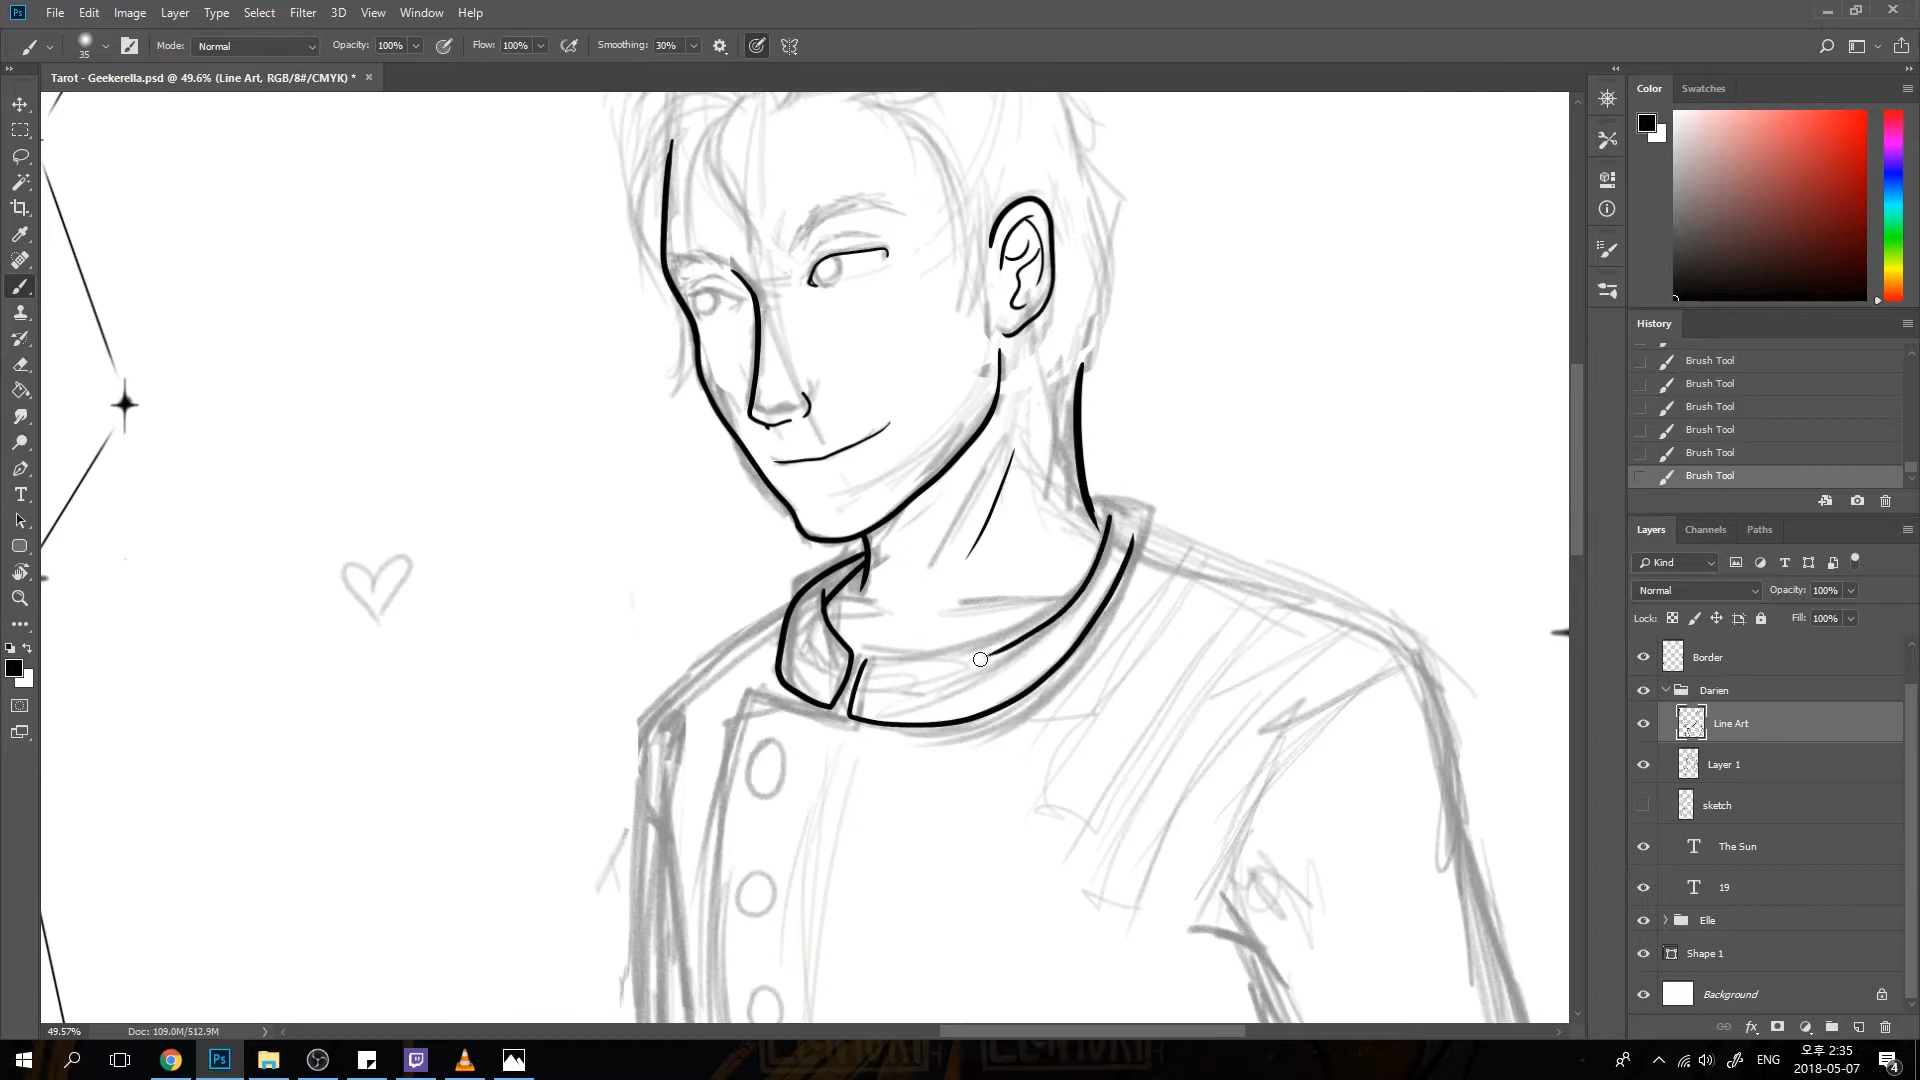 Ps File Edit Image Layer Type Select Filter 3D View Window Help
35 Mode: Normal Opacity: 100% Flow: 100% Smoothing: 30%
Tarot - Geekerella.psd @ 49.6% (Line Art, RGB/8#/CMYK) * ×
Color Swatches
History
Brush Tool
Brush Tool
Brush Tool
Brush Tool
Brush Tool
Brush Tool
Layers Channels Paths
Kind
Normal Opacity: 100%
Lock: Fill: 100%
Border
Darien
Line Art
Layer 1
sketch
The Sun
19
Elle
Shape 1
Background
49.57% Doc: 109.0M/512.9M
Ps ENG 오후 2:35
2018-05-07 4